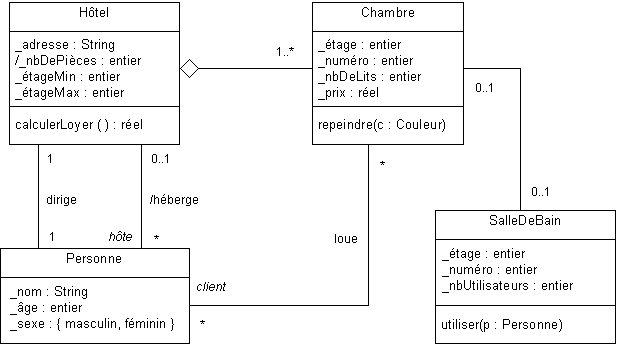 Hôtel
_adresse : String
/_nbDePièces : entier
_étageMin : entier
_étageMax : entier
calculerLoyer ( ) : réel
1..*
Chambre
_étage : entier
_numéro : entier
_nbDeLits : entier
_prix : réel
repeindre(c : Couleur)
0..1
1
0..1
*
dirige
/héberge
0..1
1
hôte
*
loue
SalleDeBain
_étage : entier
_numéro : entier
_nbUtilisateurs : entier
utiliser(p : Personne)
Personne
_nom : String
_âge : entier
_sexe : { masculin, féminin }
client
*